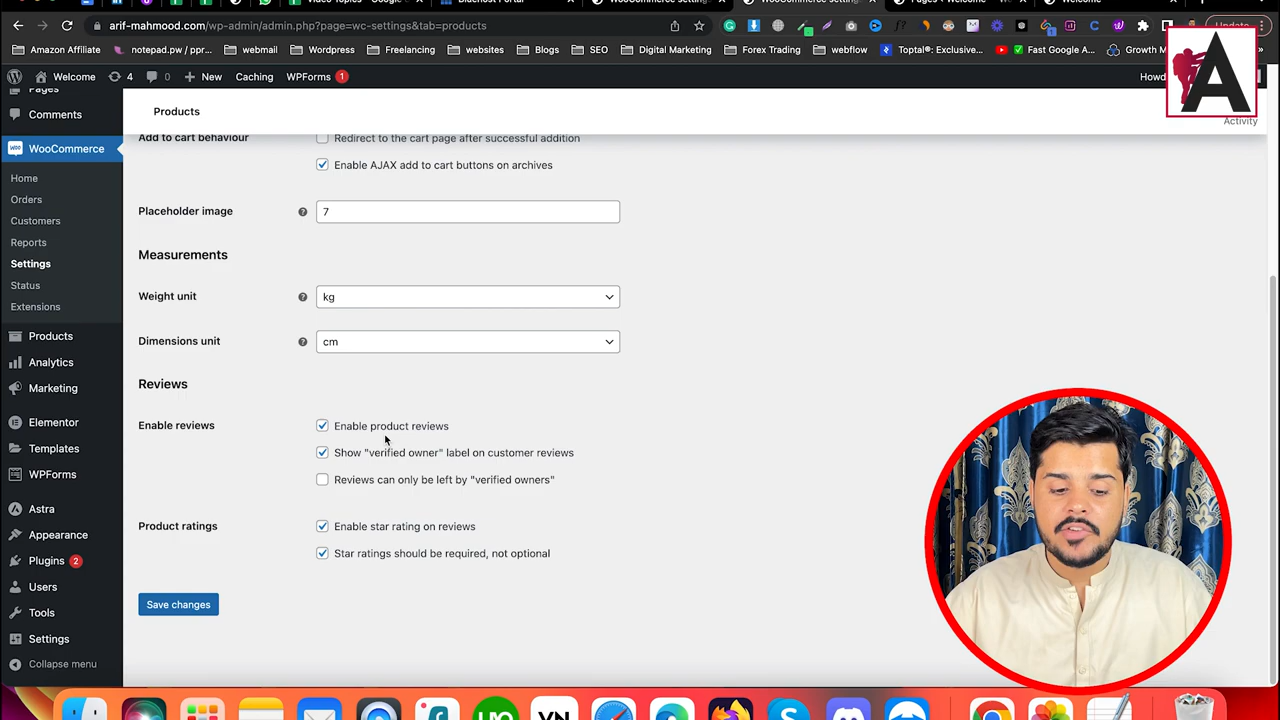 arif-mahmood.com/wp-admin/admin.php?page=wc-settings&tab=products
Update
Amazon Affiliate
notepad.pw / ppr...
webmail
Wordpress
Freelancing
websites
Blogs
SEO
Digital Marketing
Forex Trading
webflow
Toptal®: Exclusive...
Fast Google A...
Growth M
Welcome
4
0
New
Caching
WPForms
1
Howd
A
Activity
Pages
Comments
WooCommerce
Home
Orders
Customers
Reports
Settings
Status
Extensions
Products
Analytics
Marketing
Elementor
Templates
WPForms
Astra
Appearance
Plugins 2
Users
Tools
Settings
Collapse menu
Products
Add to cart behaviour
Redirect to the cart page after successful addition
Enable AJAX add to cart buttons on archives
Placeholder image
7
Measurements
Weight unit
kg
Dimensions unit
cm
Reviews
Enable reviews
Enable product reviews
Show "verified owner" label on customer reviews
Reviews can only be left by "verified owners"
Product ratings
Enable star rating on reviews
Star ratings should be required, not optional
Save changes